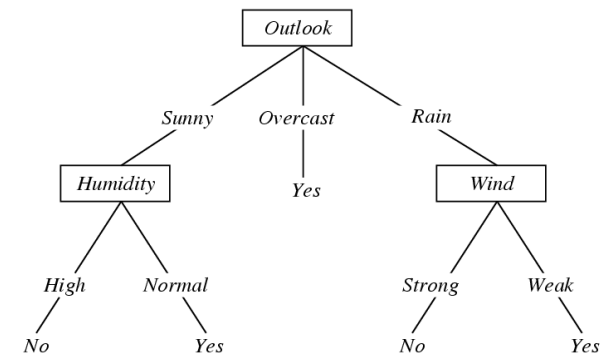 Outlook
Sunny Overcast Rain
Humidity Yes Wind
High Normal Strong Weak
No Yes No Yes